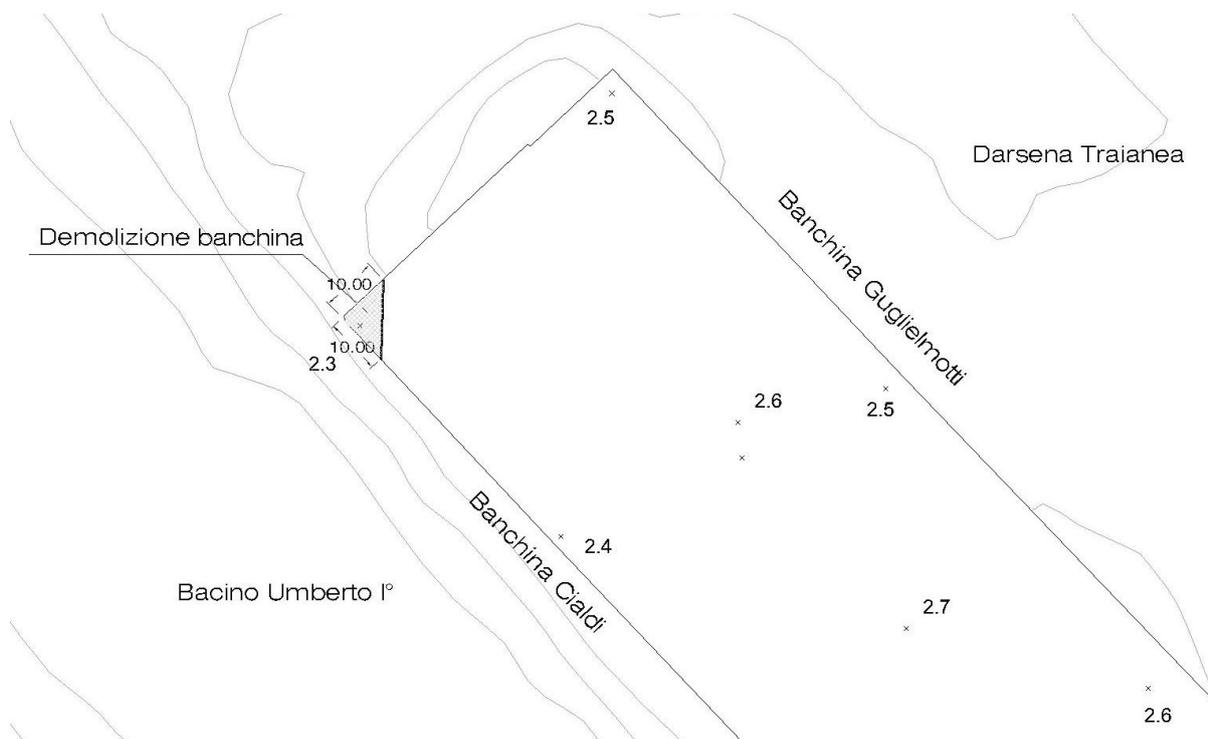 2.5
Darsena Traianea
Demolizione banchina
Banchina Guglielmotti
10.00
10.00
2.3
2.6
2.5
Banchina Cialdi
2.4
Bacino Umberto I°
2.7
2.6